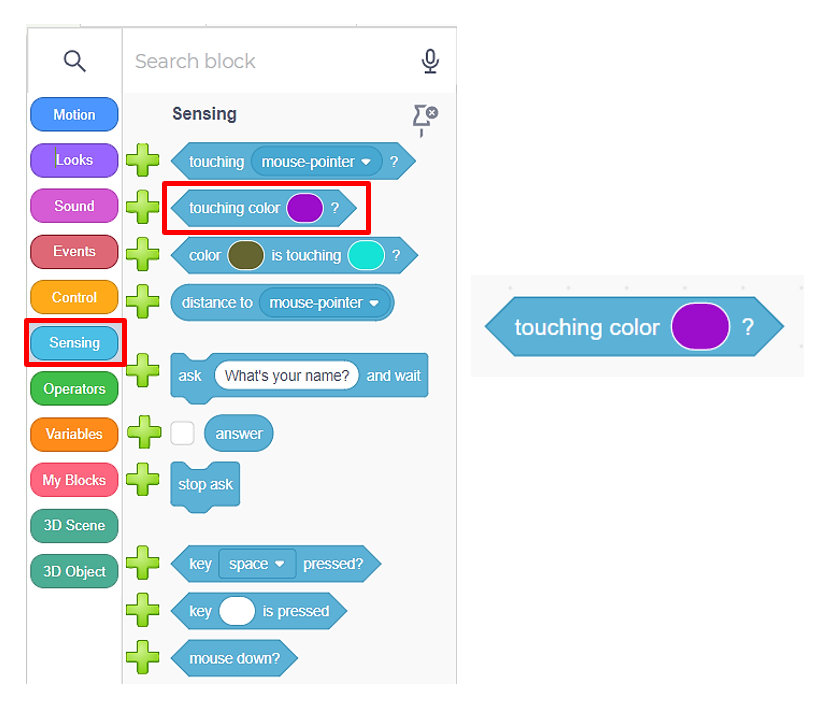 Search block
Motion
Looks
Sound
Events
Control
Sensing
Operators
Variables
My Blocks
3D Scene
3D Object
Sensing
touching mouse-pointer ?
touching color ?
color is touching ?
distance to mouse-pointer
ask What's your name? and wait
answer
stop ask
key space pressed?
key is pressed
mouse down?
touching color ?